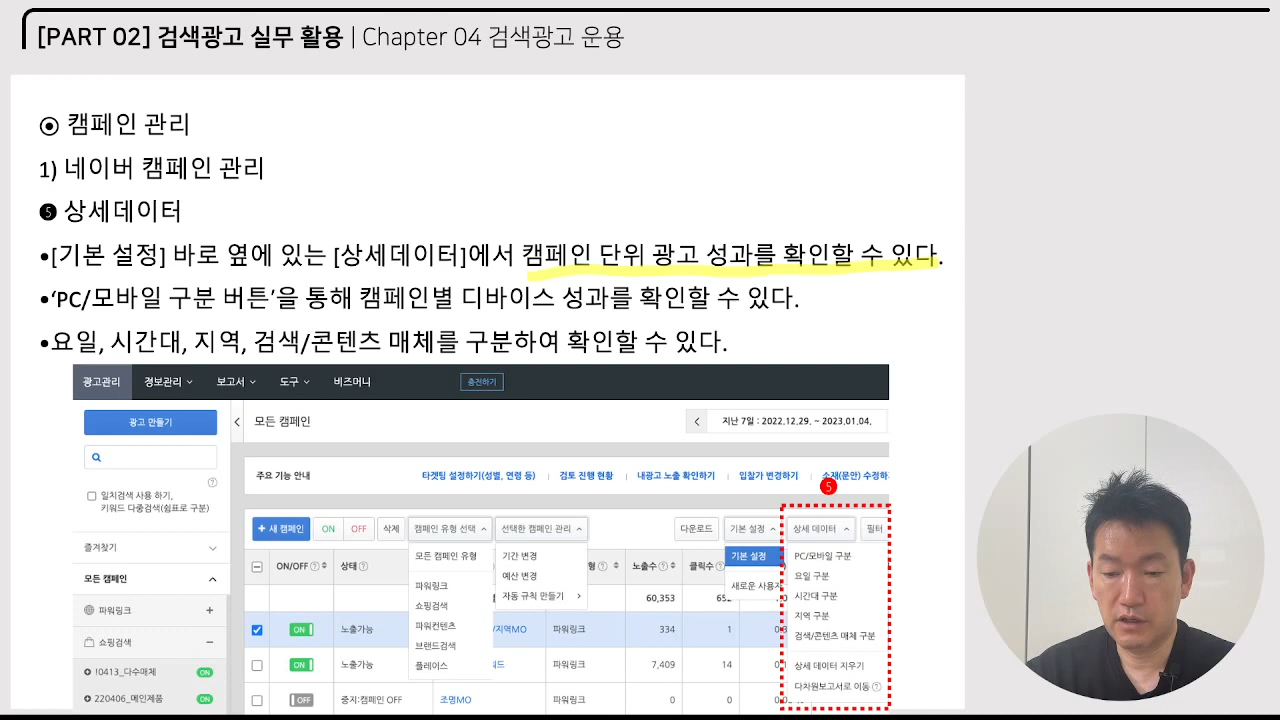 [PART 02] 검색광고 실무 활용 | Chapter 04 검색광고 운용
⦿ 캠페인 관리
1) 네이버 캠페인 관리
❺ 상세데이터
•[기본 설정] 바로 옆에 있는 [상세데이터]에서 캠페인 단위 광고 성과를 확인할 수 있다.
•‘PC/모바일 구분 버튼’을 통해 캠페인별 디바이스 성과를 확인할 수 있다.
•요일, 시간대, 지역, 검색/콘텐츠 매체를 구분하여 확인할 수 있다.
광고관리 정보관리 보고서 도구 비즈머니 충전하기
광고 만들기 모든 캠페인 지난 7일 : 2022.12.29. ~ 2023.01.04.
주요 기능 안내 타겟팅 설정하기(성별, 연령 등) 검토 진행 현황 내광고 노출 확인하기 입찰가 변경하기 소재(문안) 수정하
5
일치검색 사용 하기,
키워드 다중검색(쉼표로 구분)
+ 새 캠페인 ON OFF 삭제 캠페인 유형 선택 선택한 캠페인 관리 다운로드 기본 설정 상세 데이터 필터
즐겨찾기 모든 캠페인 유형 기간 변경 기본 설정 PC/모바일 구분
ON/OFF 상태 형 노출수 클릭수
모든 캠페인 예산 변경 요일 구분
파워링크 새로운 사용자
쇼핑검색 자동 규칙 만들기 60,353 시간대 구분
파워링크 지역 구분
ON 노출가능 파워컨텐츠 /지역MO 파워링크 334 1
쇼핑검색 브랜드검색 검색/콘텐츠 매체 구분
ON 노출가능 플레이스 파워링크 7,409 14 상세 데이터 지우기
!0413_다수매체 ON
다차원보고서로 이동
220406_메인제품 ON OFF 중지:캠페인 OFF 조명MO 파워링크 0 0